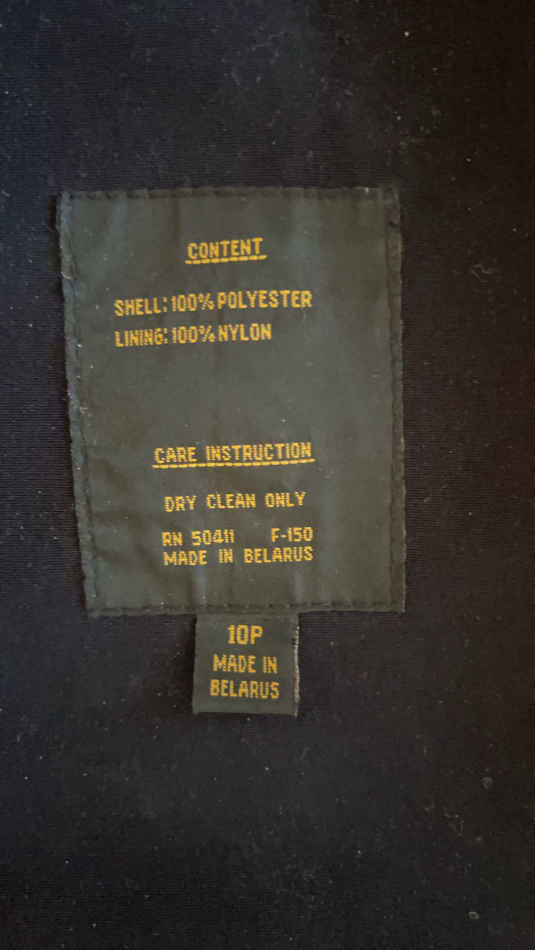 CONTENT
SHELL: 100% POLYESTER
LINING: 100% NYLON
CARE INSTRUCTION
DRY CLEAN ONLY
RN 50411 F-150
MADE IN BELARUS
10P
MADE IN
BELARUS